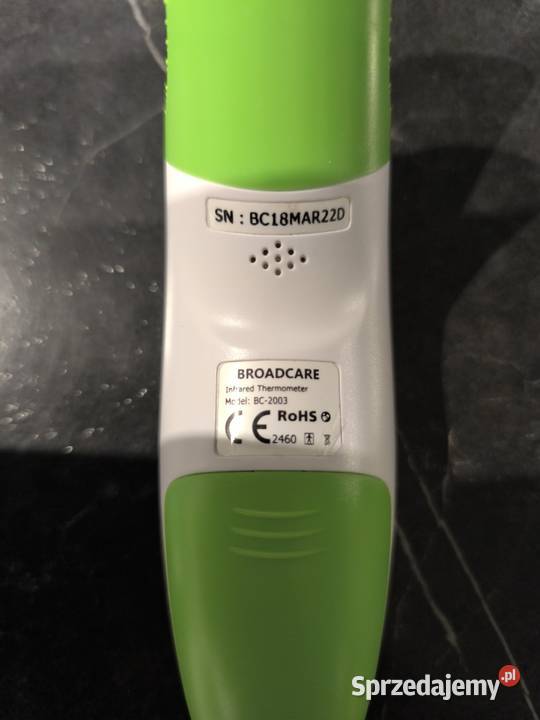 SN : BC18MAR22D
BROADCARE
Infrared Thermometer
Model: BC-2003
CE RoHS
2460
Sprzedajemy.pl